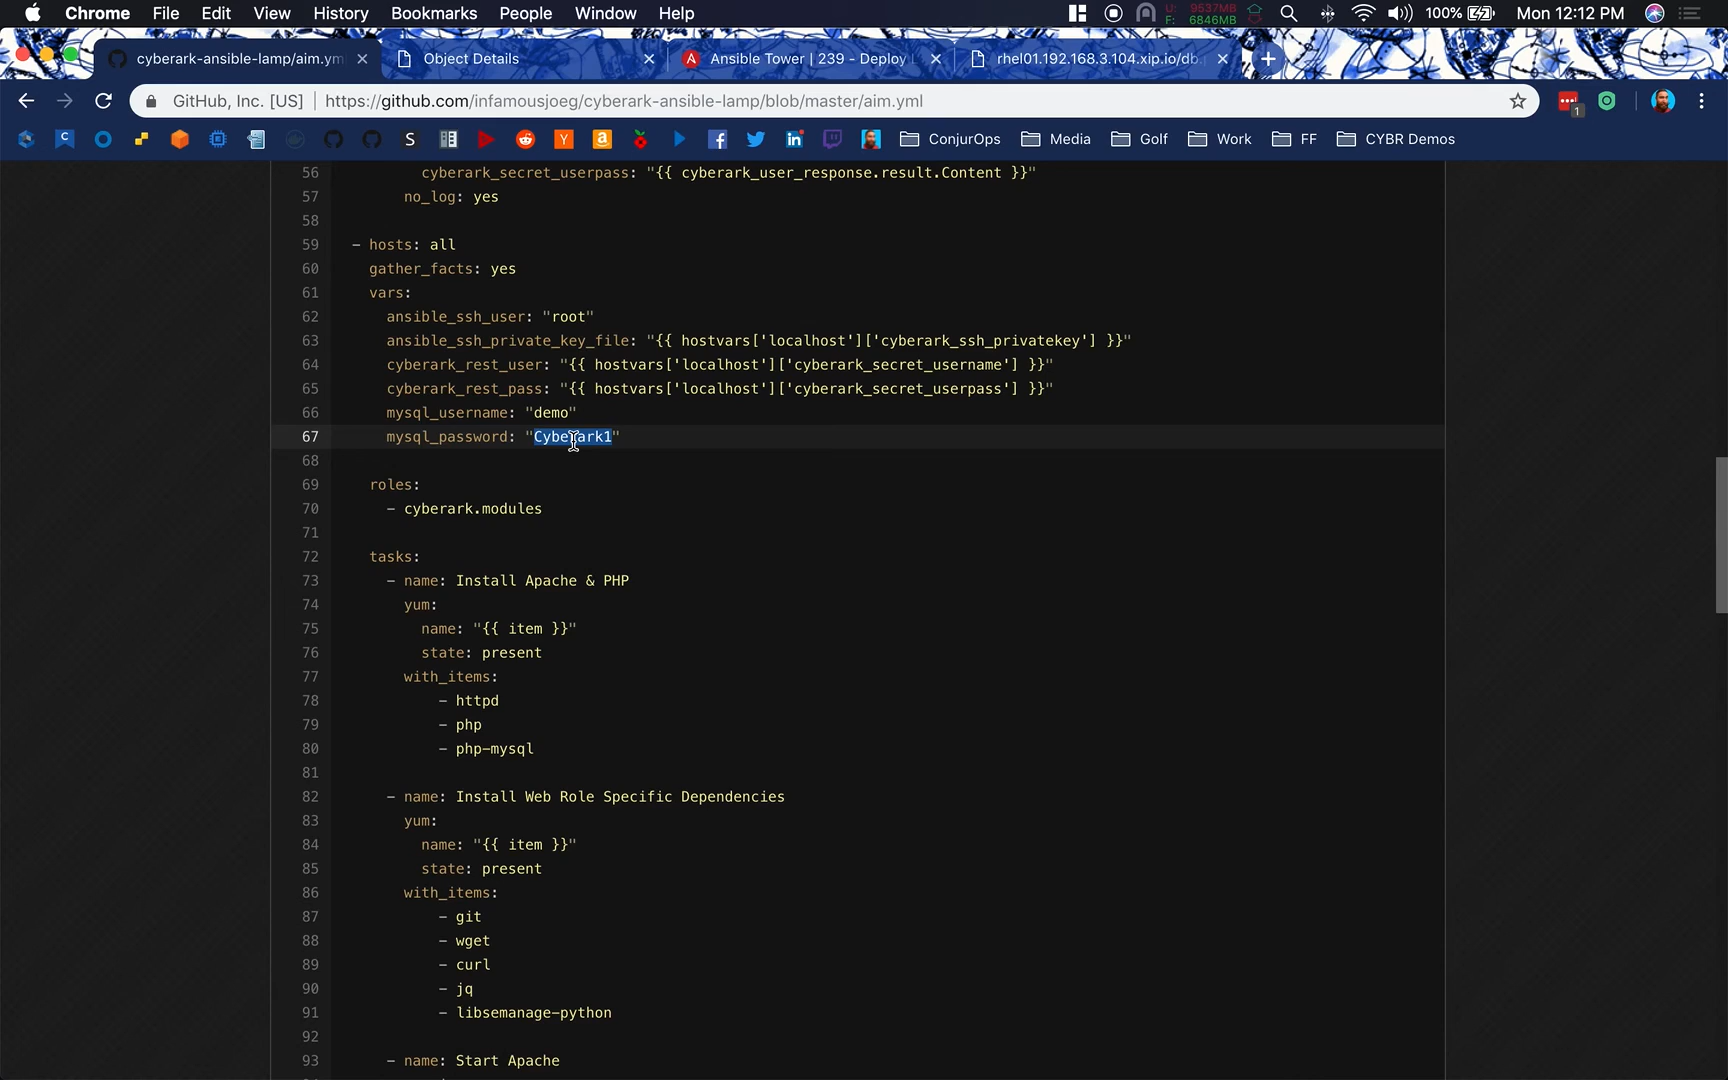 Chrome File Edit View History Bookmarks People Window Help U: 9537MB F: 6846MB 100% Mon 12:12 PM
cyberark-ansible-lamp/aim.ym Object Details Ansible Tower | 239 - Deploy rhel01.192.168.3.104.xip.io/db.
GitHub, Inc. [US] | https://github.com/infamousjoeg/cyberark-ansible-lamp/blob/master/aim.yml
ConjurOps Media Golf Work FF CYBR Demos
56 cyberark_secret_userpass: "{{ cyberark_user_response.result.Content }}"
57 no_log: yes
58
59 - hosts: all
60 gather_facts: yes
61 vars:
62 ansible_ssh_user: "root"
63 ansible_ssh_private_key_file: "{{ hostvars['localhost']['cyberark_ssh_privatekey'] }}"
64 cyberark_rest_user: "{{ hostvars['localhost']['cyberark_secret_username'] }}"
65 cyberark_rest_pass: "{{ hostvars['localhost']['cyberark_secret_userpass'] }}"
66 mysql_username: "demo"
67 mysql_password: "Cyberark1"
68
69 roles:
70 - cyberark.modules
71
72 tasks:
73 - name: Install Apache & PHP
74 yum:
75 name: "{{ item }}"
76 state: present
77 with_items:
78 - httpd
79 - php
80 - php-mysql
81
82 - name: Install Web Role Specific Dependencies
83 yum:
84 name: "{{ item }}"
85 state: present
86 with_items:
87 - git
88 - wget
89 - curl
90 - jq
91 - libsemanage-python
92
93 - name: Start Apache